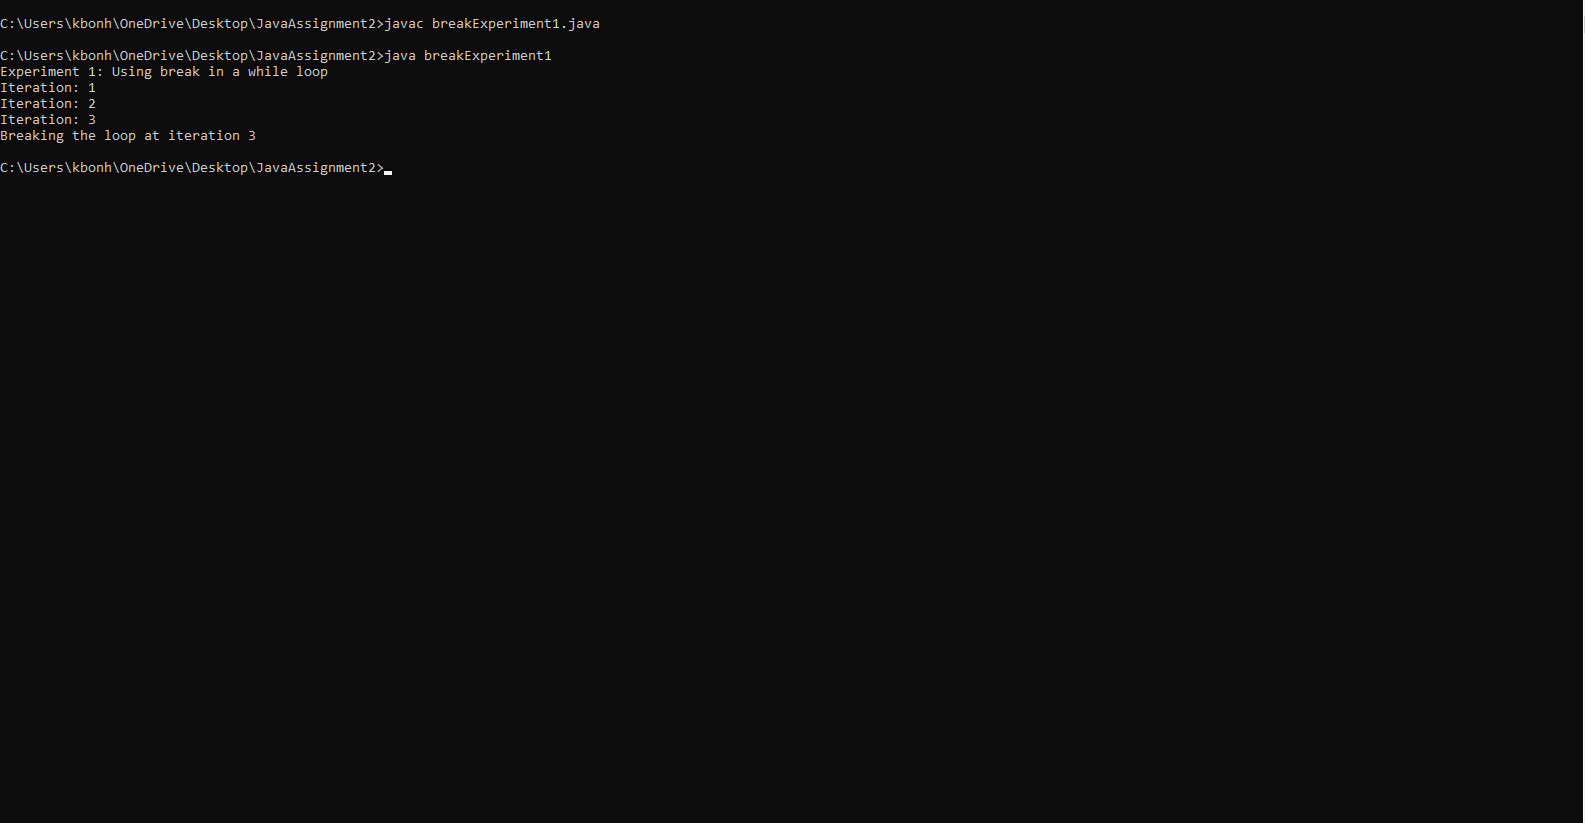 C:\Users\kbonh\OneDrive\Desktop\JavaAssignment2>javac breakExperiment1.java
C:\Users\kbonh\OneDrive\Desktop\JavaAssignment2>java breakExperiment1
Experiment 1: Using break in a while loop
Iteration: 1
Iteration: 2
Iteration: 3
Breaking the loop at iteration 3
C:\Users\kbonh\OneDrive\Desktop\JavaAssignment2>